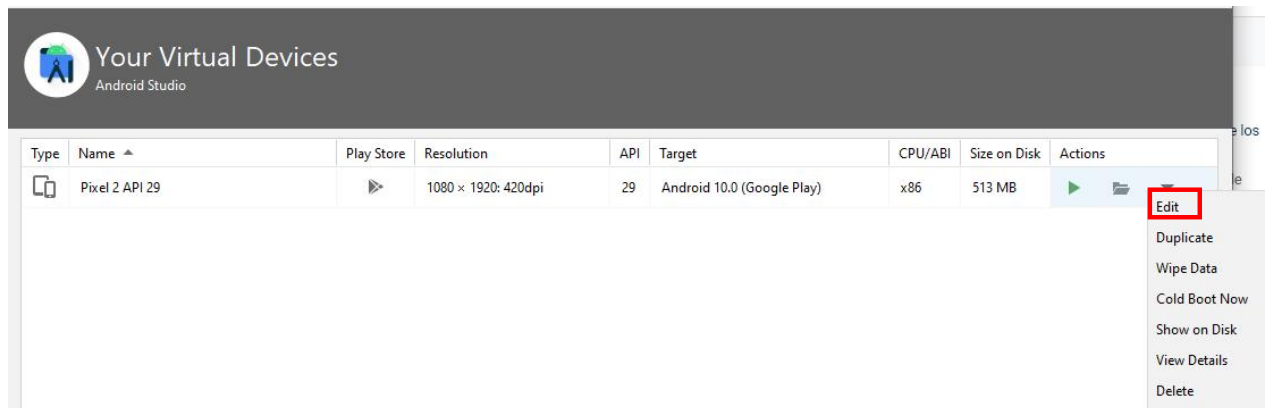 Your Virtual Devices
Android Studio
e los
Type Name Play Store Resolution API Target CPU/ABI Size on Disk Actions
Pixel 2 API 29 1080 × 1920: 420dpi 29 Android 10.0 (Google Play) x86 513 MB
le
Edit
Duplicate
Wipe Data
Cold Boot Now
Show on Disk
View Details
Delete